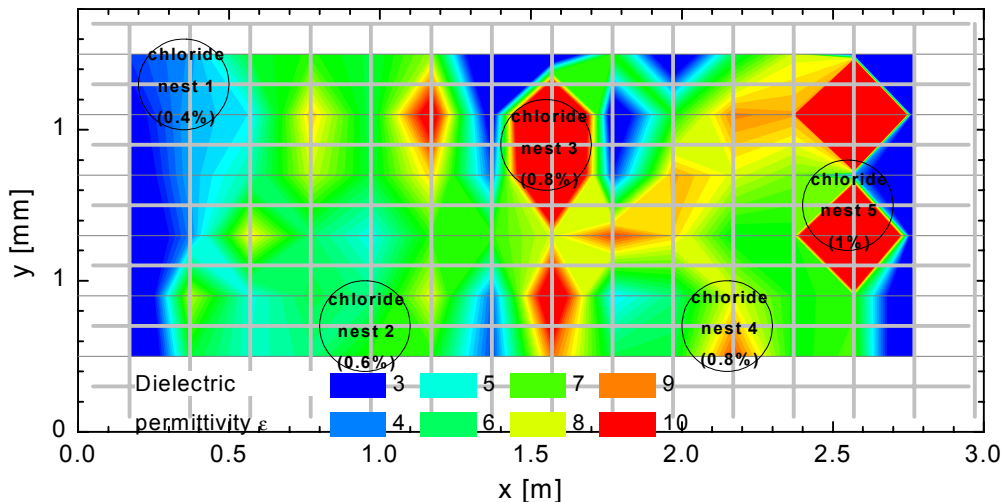 chloride
nest 1
(0.4%)
chloride
nest 3
(0.8%)
chloride
nest 5
(1%)
chloride
nest 2
(0.6%)
chloride
nest 4
(0.8%)
y [mm]
1
1
0
Dielectric
3
5
7
9
permittivity ε
4
6
8
10
0.0
0.5
1.0
1.5
2.0
2.5
3.0
x [m]